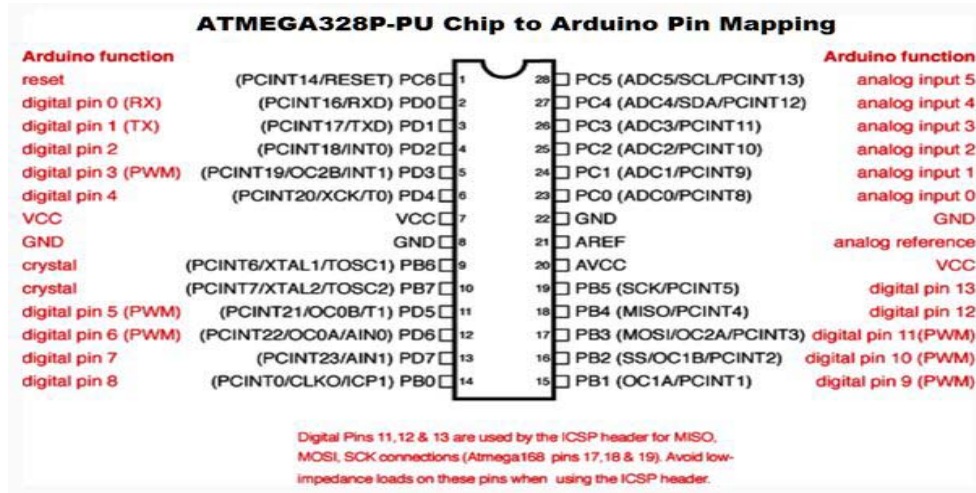 ATMEGA328P-PU Chip to Arduino Pin Mapping
Arduino function Arduino function
reset (PCINT14/RESET) PC6 1 28 PC5 (ADC5/SCL/PCINT13) analog input 5
digital pin 0 (RX) (PCINT16/RXD) PD0 2 27 PC4 (ADC4/SDA/PCINT12) analog input 4
digital pin 1 (TX) (PCINT17/TXD) PD1 3 26 PC3 (ADC3/PCINT11) analog input 3
digital pin 2 (PCINT18/INT0) PD2 4 25 PC2 (ADC2/PCINT10) analog input 2
digital pin 3 (PWM) (PCINT19/OC2B/INT1) PD3 5 24 PC1 (ADC1/PCINT9) analog input 1
digital pin 4 (PCINT20/XCK/T0) PD4 6 23 PC0 (ADC0/PCINT8) analog input 0
VCC VCC 7 22 GND GND
GND GND 8 21 AREF analog reference
crystal (PCINT6/XTAL1/TOSC1) PB6 9 20 AVCC VCC
crystal (PCINT7/XTAL2/TOSC2) PB7 10 19 PB5 (SCK/PCINT5) digital pin 13
digital pin 5 (PWM) (PCINT21/OC0B/T1) PD5 11 18 PB4 (MISO/PCINT4) digital pin 12
digital pin 6 (PWM) (PCINT22/OC0A/AIN0) PD6 12 17 PB3 (MOSI/OC2A/PCINT3) digital pin 11(PWM)
digital pin 7 (PCINT23/AIN1) PD7 13 16 PB2 (SS/OC1B/PCINT2) digital pin 10 (PWM)
digital pin 8 (PCINT0/CLKO/ICP1) PB0 14 15 PB1 (OC1A/PCINT1) digital pin 9 (PWM)
Digital Pins 11,12 & 13 are used by the ICSP header for MISO,
MOSI, SCK connections (Atmega168 pins 17,18 & 19). Avoid low-
impedance loads on these pins when using the ICSP header.